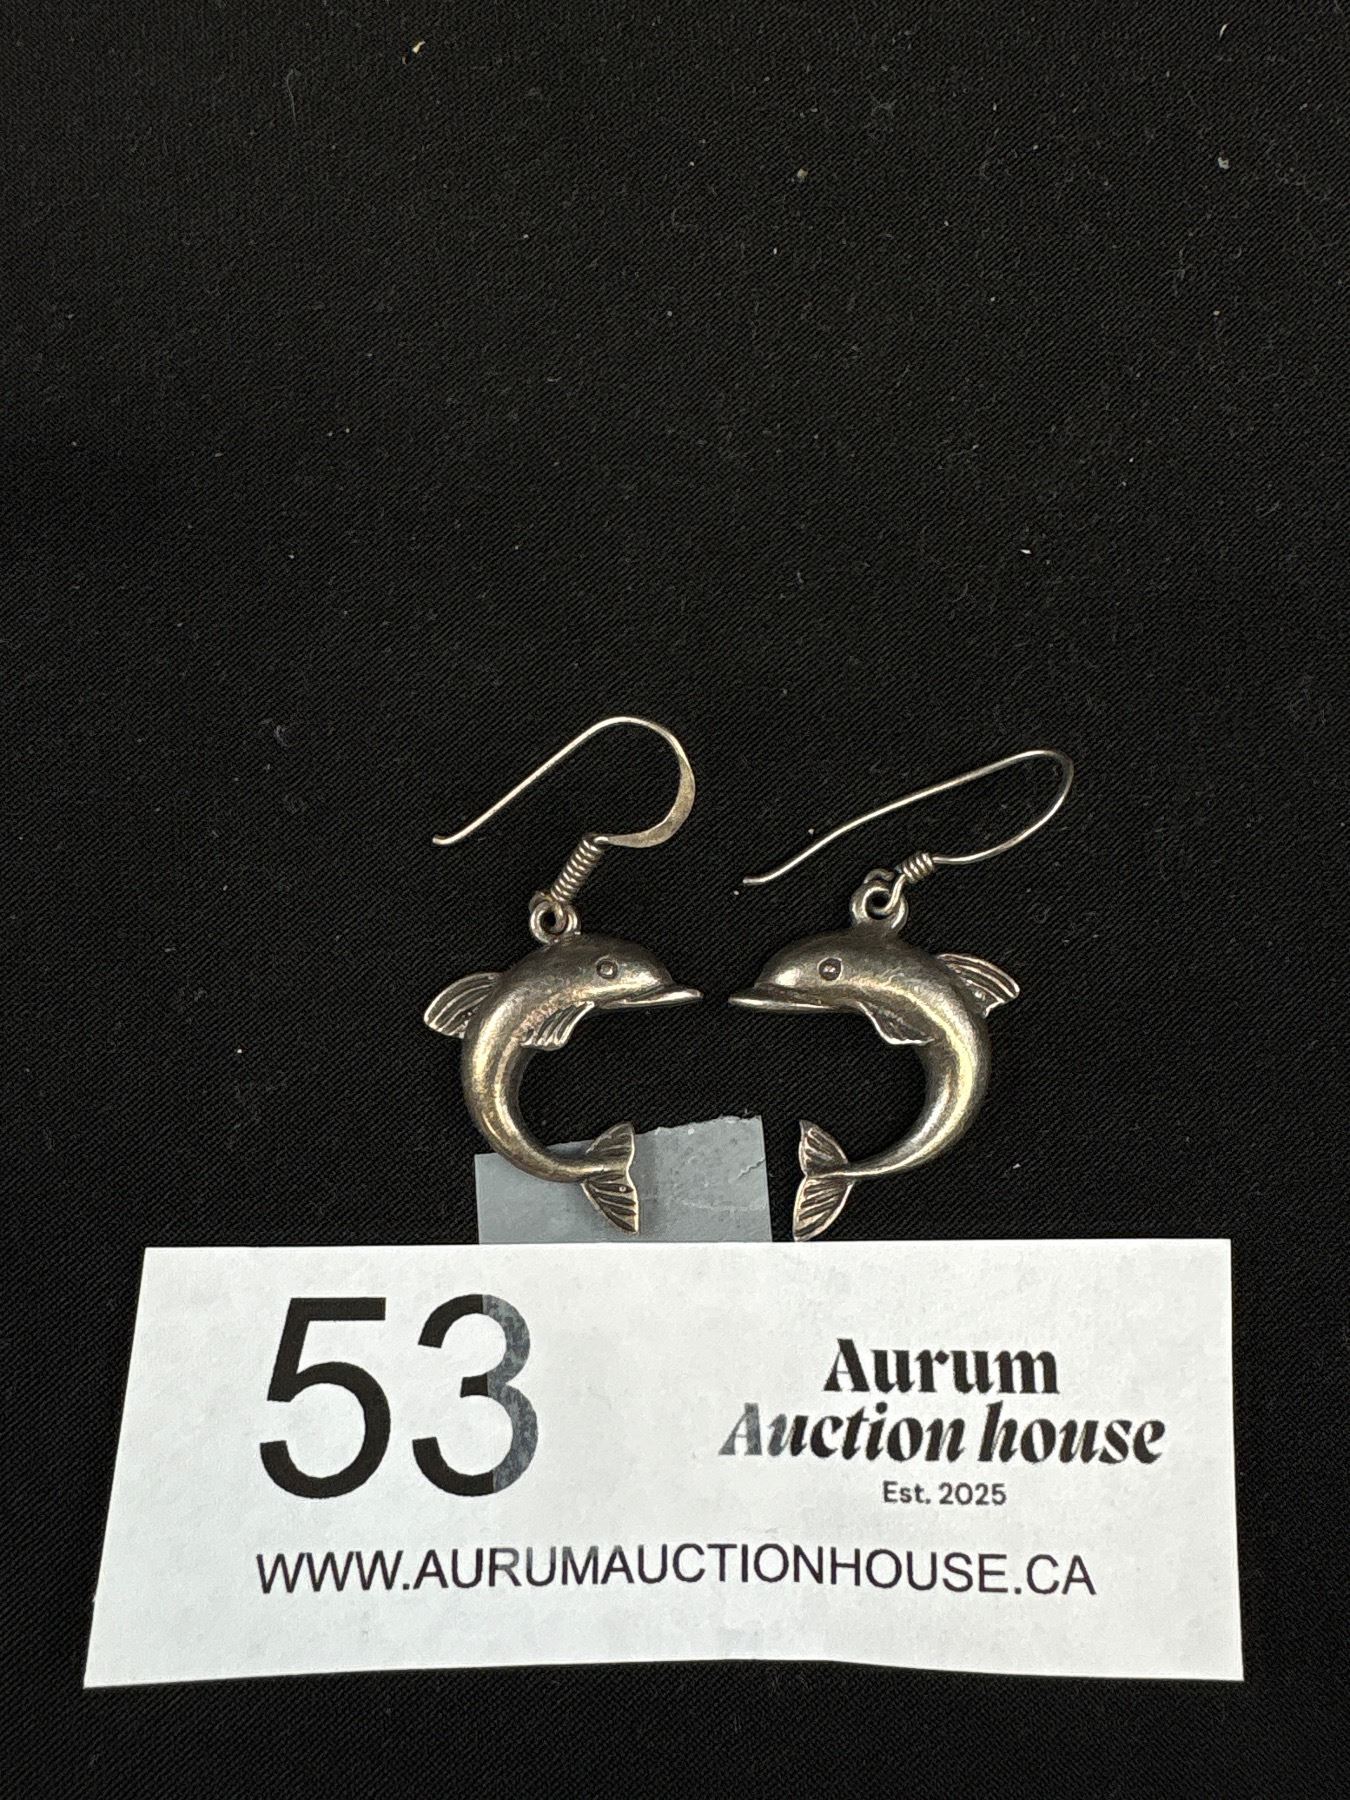 53
Aurum
Auction house
Est. 2025
WWW.AURUMAUCTIONHOUSE.CA